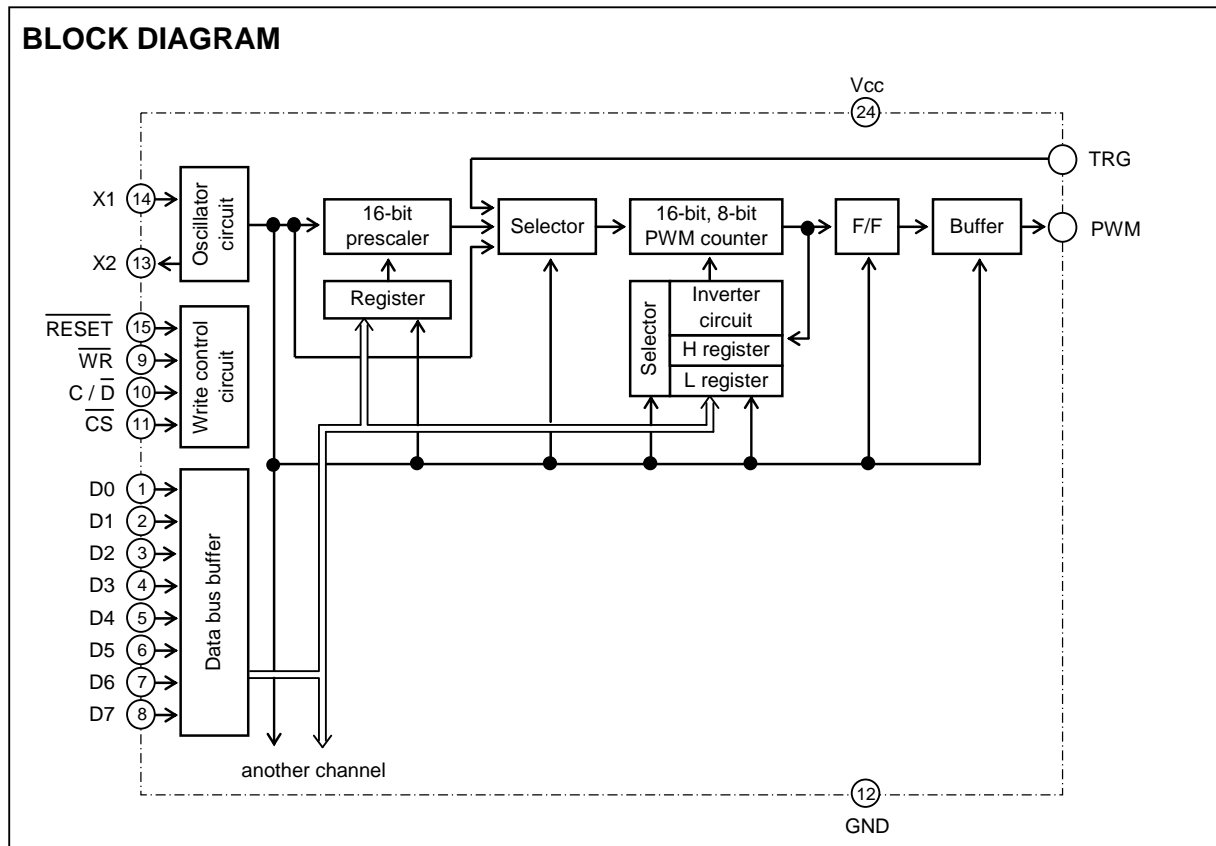 BLOCK DIAGRAM
Vcc
24
TRG
X1
14
Oscillator
circuit
16-bit
prescaler
Selector
16-bit, 8-bit
PWM counter
F/F
Buffer
PWM
X2
13
Register
Selector
Inverter
circuit
H register
L register
RESET
15
WR
9
C / D
10
CS
11
Write control
circuit
D0
1
D1
2
D2
3
D3
4
D4
5
D5
6
D6
7
D7
8
Data bus buffer
another channel
12
GND